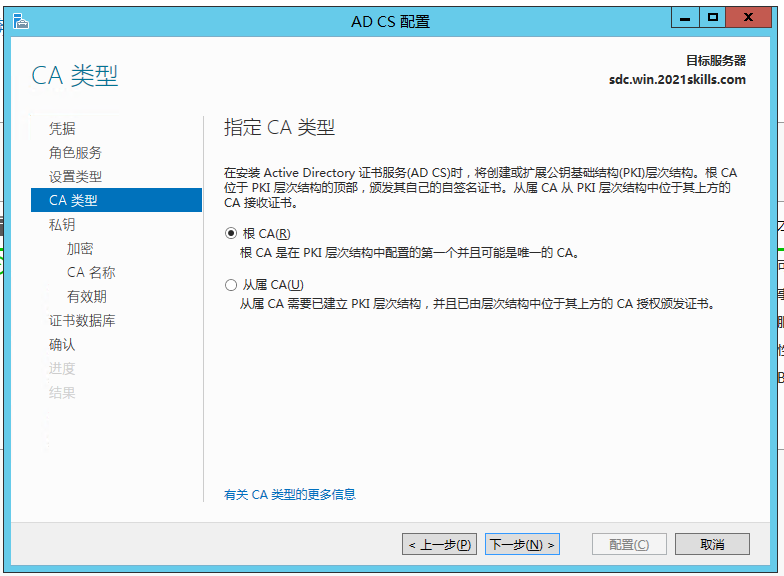 AD CS 配置
CA 类型
目标服务器
sdc.win.2021skills.com
凭据
角色服务
设置类型
CA 类型
私钥
加密
CA 名称
有效期
证书数据库
确认
进度
结果
指定 CA 类型
在安装 Active Directory 证书服务(AD CS)时，将创建或扩展公钥基础结构(PKI)层次结构。根 CA
位于 PKI 层次结构的顶部，颁发其自己的自签名证书。从属 CA 从 PKI 层次结构中位于其上方的
CA 接收证书。
根 CA(R)
根 CA 是在 PKI 层次结构中配置的第一个并且可能是唯一的 CA。
从属 CA(U)
从属 CA 需要已建立 PKI 层次结构，并且已由层次结构中位于其上方的 CA 授权颁发证书。
有关 CA 类型的更多信息
< 上一步(P)
下一步(N) >
配置(C)
取消